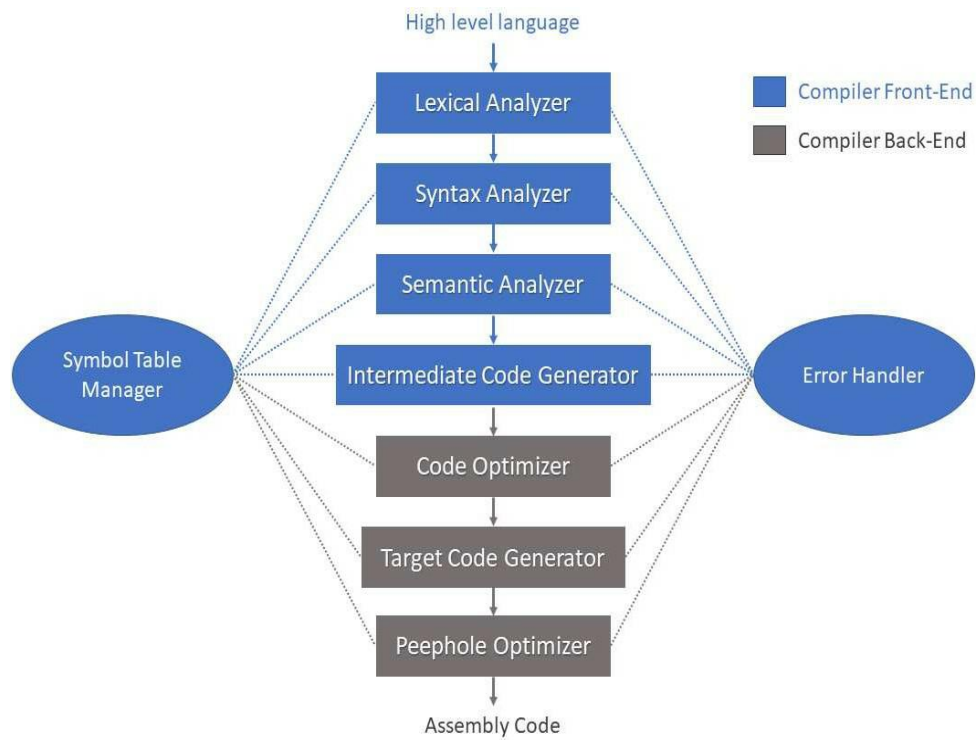 High level language
Lexical Analyzer
Compiler Front-End
Compiler Back-End
Syntax Analyzer
Semantic Analyzer
Symbol Table
Manager
Intermediate Code Generator
Error Handler
Code Optimizer
Target Code Generator
Peephole Optimizer
Assembly Code